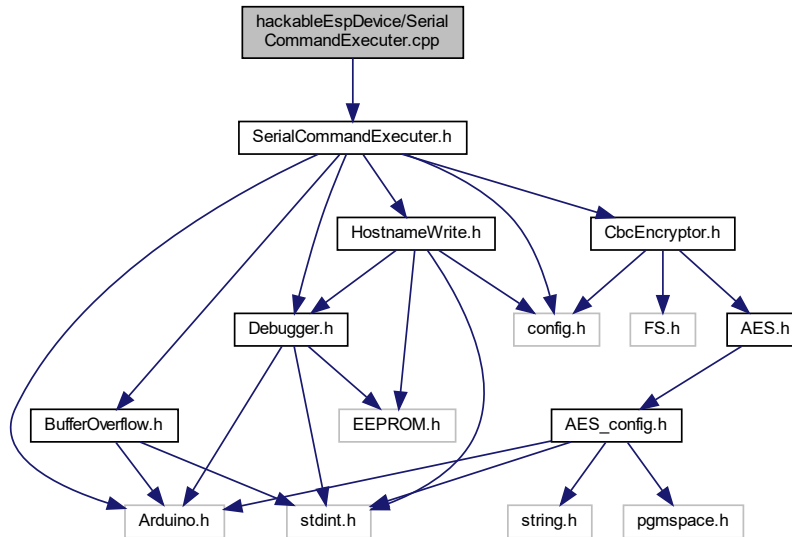 hackableEspDevice/Serial
CommandExecuter.cpp
SerialCommandExecuter.h
HostnameWrite.h
CbcEncryptor.h
Debugger.h
config.h
FS.h
AES.h
BufferOverflow.h
EEPROM.h
AES_config.h
Arduino.h
stdint.h
string.h
pgmspace.h